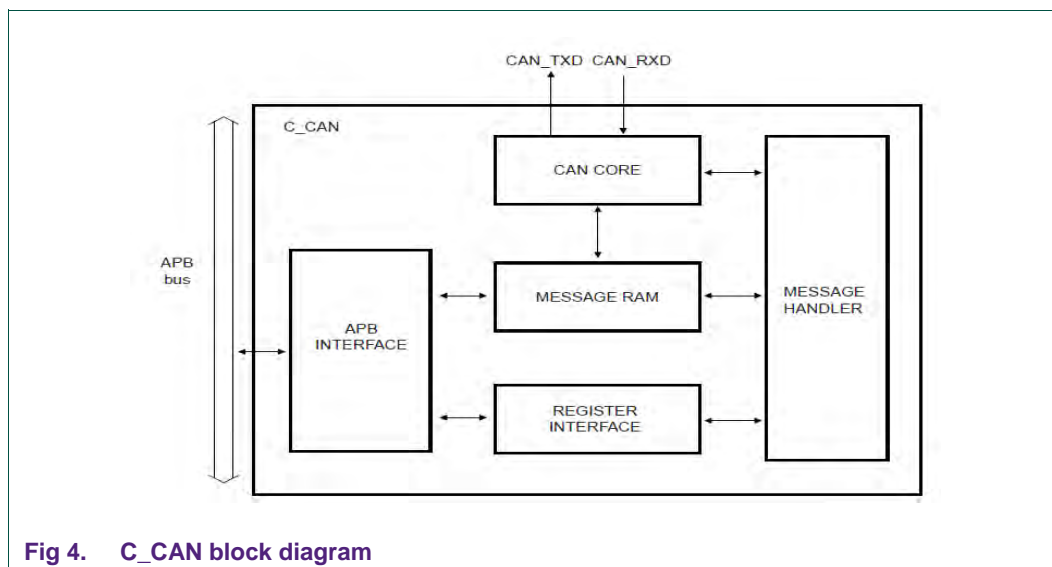 CAN_TXD CAN_RXD
C_CAN
CAN CORE
APB
bus
APB
INTERFACE
MESSAGE RAM
MESSAGE
HANDLER
REGISTER
INTERFACE
Fig 4. C_CAN block diagram